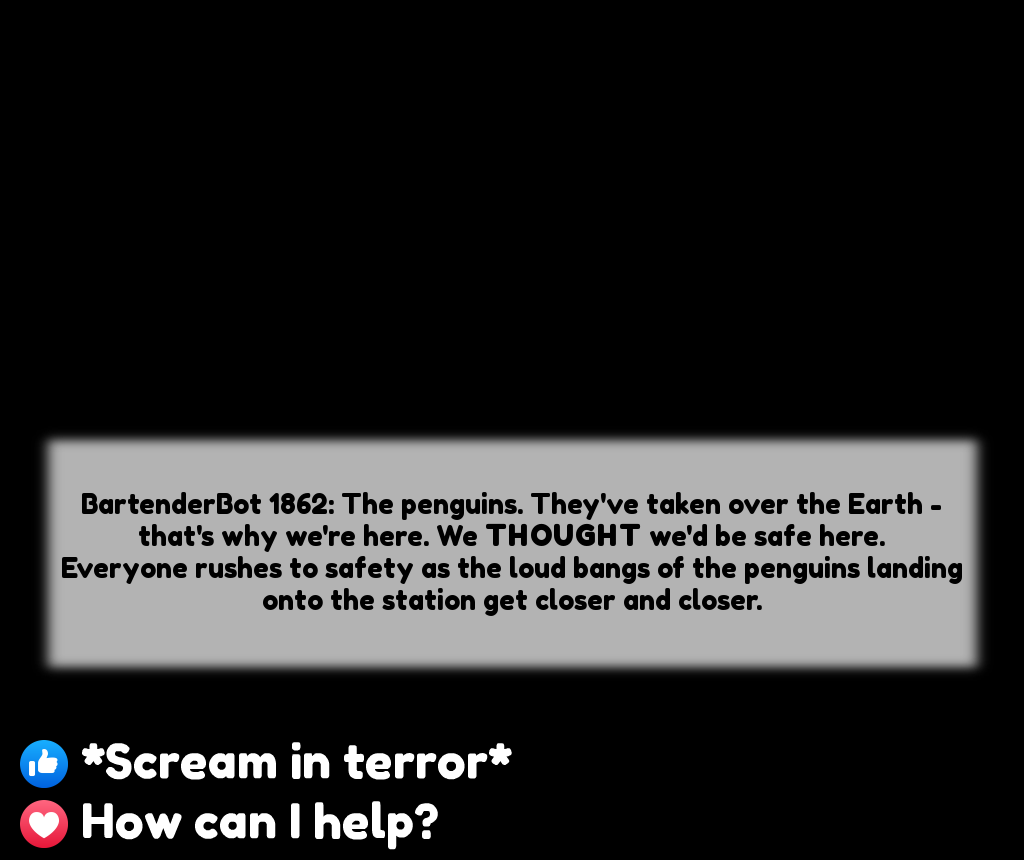 BartenderBot 1862: The penguins. They've taken over the Earth -
that's why we're here. We THOUGHT we'd be safe here.
Everyone rushes to safety as the loud bangs of the penguins landing
onto the station get closer and closer.
*Scream in terror*
How can I help?